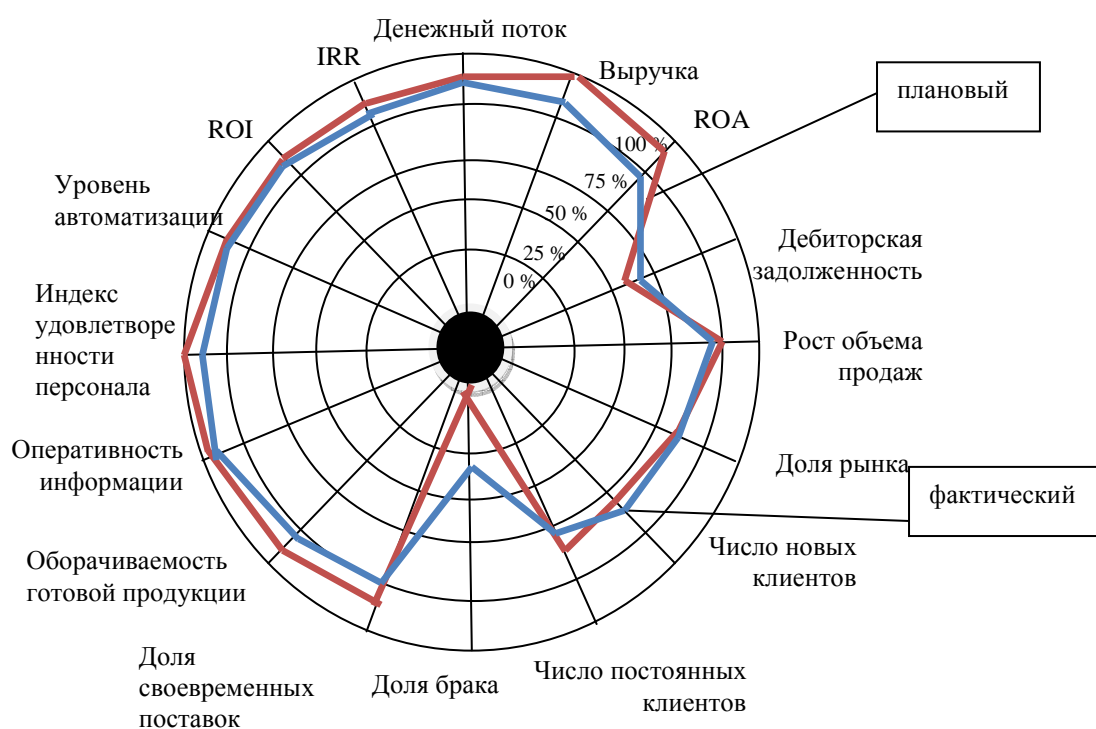 Денежный поток
IRR
Выручка
плановый
ROI
ROA
100 %
75 %
50 %
25 %
0 %
Уровень
автоматизации
Дебиторская
задолженность
Индекс
удовлетворе
нности
персонала
Рост объема
продаж
Оперативность
информации
Доля рынка
фактический
Число новых
клиентов
Оборачиваемость
готовой продукции
Доля
своевременных
поставок
Доля брака
Число постоянных
клиентов